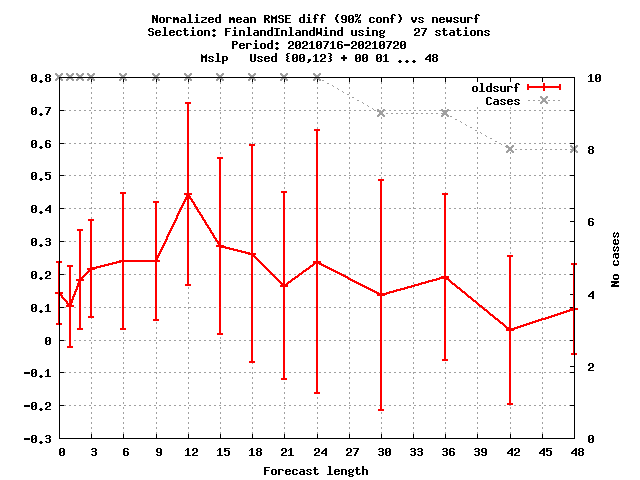 Normalized mean RMSE diff (90% conf) vs newsurf
Selection: FinlandInlandWind using    27 stations
Period: 20210716-20210720
Mslp   Used {00,12} + 00 01 ... 48
oldsurf
Cases
0.8
0.7
0.6
0.5
0.4
0.3
0.2
0.1
0
-0.1
-0.2
-0.3
10
8
6
4
2
0
No cases
0 3 6 9 12 15 18 21 24 27 30 33 36 39 42 45 48
Forecast length